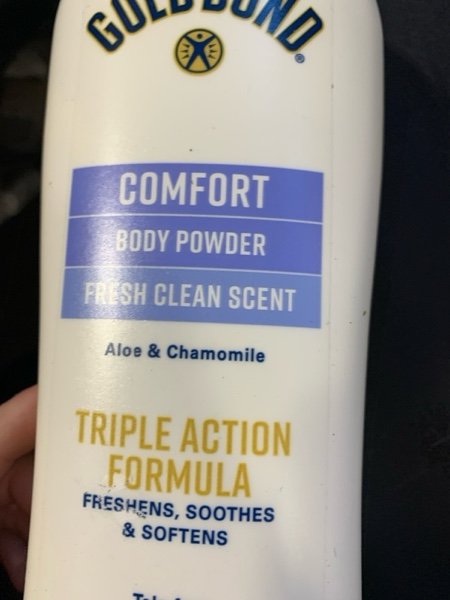 GOLD BOND®
COMFORT
BODY POWDER
FRESH CLEAN SCENT
Aloe & Chamomile
TRIPLE ACTION
FORMULA
FRESHENS, SOOTHES
& SOFTENS